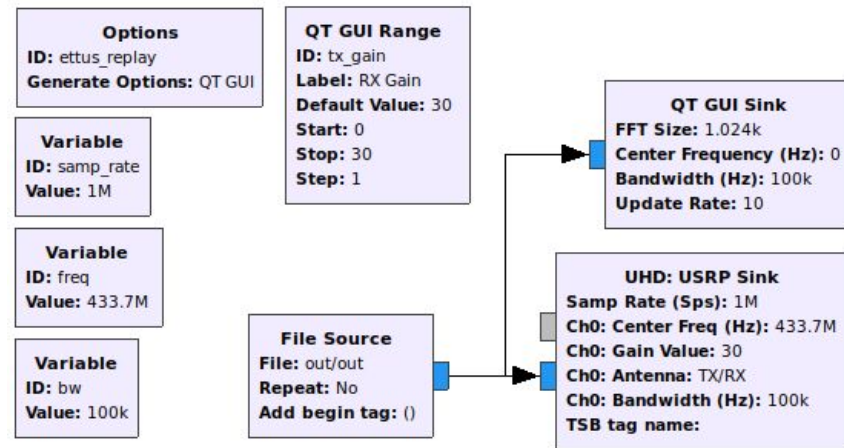 Options
ID: ettus_replay
Generate Options: QT GUI
Variable
ID: samp_rate
Value: 1M
Variable
ID: freq
Value: 433.7M
Variable
ID: bw
Value: 100k
QT GUI Range
ID: tx_gain
Label: RX Gain
Default Value: 30
Start: 0
Stop: 30
Step: 1
File Source
File: out/out
Repeat: No
Add begin tag: ()
QT GUI Sink
FFT Size: 1.024k
Center Frequency (Hz): 0
Bandwidth (Hz): 100k
Update Rate: 10
UHD: USRP Sink
Samp Rate (Sps): 1M
Ch0: Center Freq (Hz): 433.7M
Ch0: Gain Value: 30
Ch0: Antenna: TX/RX
Ch0: Bandwidth (Hz): 100k
TSB tag name: